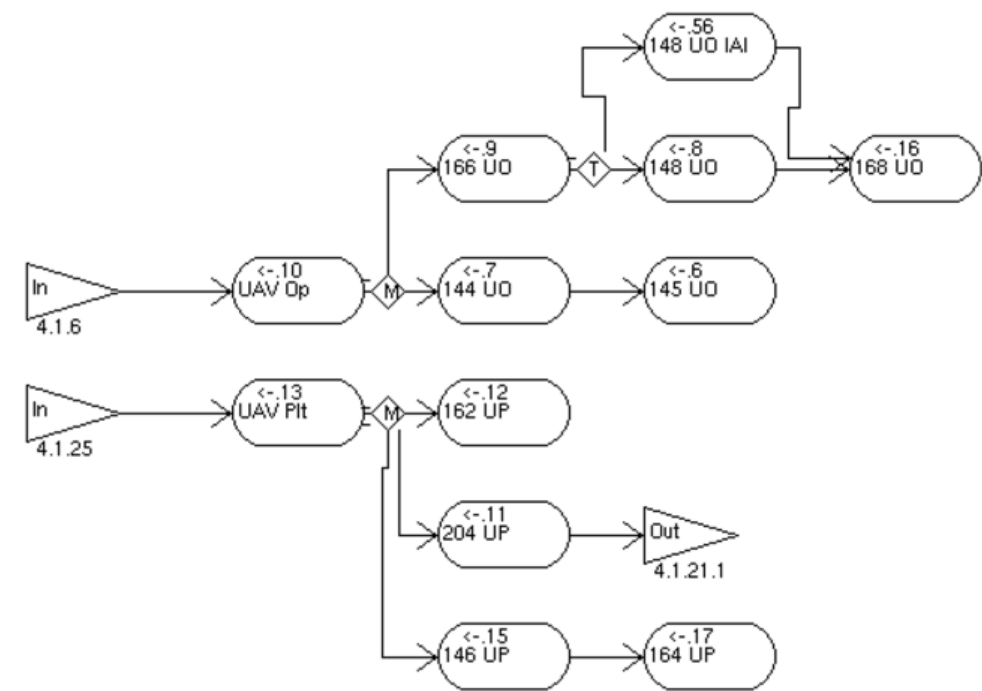 <-.56
148 UO IAI
<-.9
166 UO
T
<-.8
148 UO
<-.16
168 UO
In
4.1.6
<-.10
UAV Op
M
<-.7
144 UO
<-.6
145 UO
In
4.1.25
<-.13
UAV Plt
M
<-.12
162 UP
<-.11
204 UP
Out
4.1.21.1
<-.15
146 UP
<-.17
164 UP